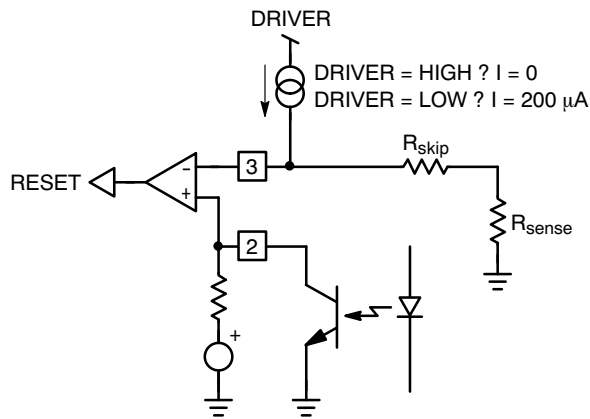 DRIVER
DRIVER = HIGH ? I = 0
DRIVER = LOW ? I = 200 μA
Rskip
3
-
RESET
+
Rsense
2
+